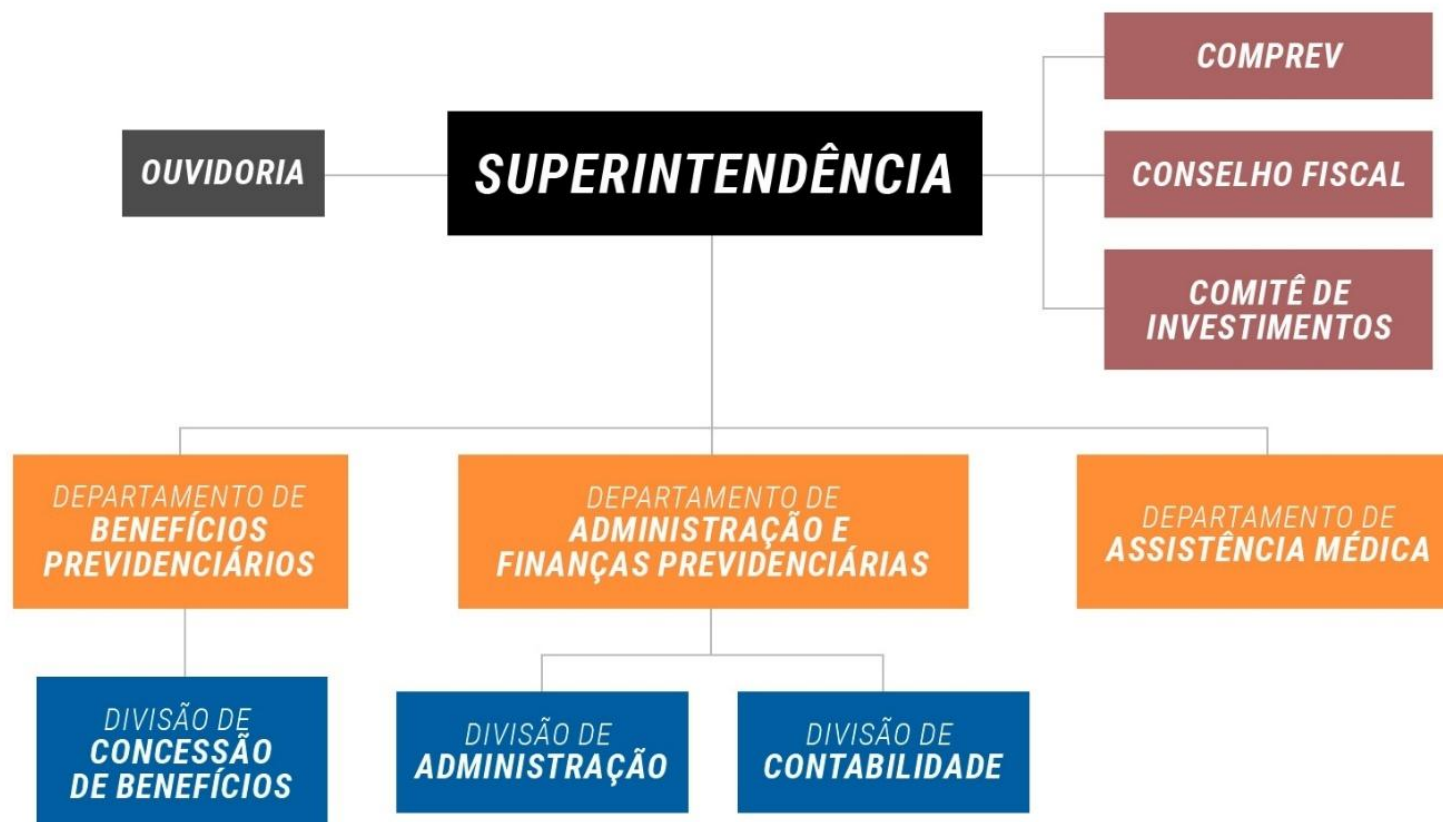 COMPREV
OUVIDORIA
SUPERINTENDÊNCIA
CONSELHO FISCAL
COMITÊ DE
INVESTIMENTOS
DEPARTAMENTO DE
BENEFÍCIOS
PREVIDENCIÁRIOS
DEPARTAMENTO DE
ADMINISTRAÇÃO E
FINANÇAS PREVIDENCIÁRIAS
DEPARTAMENTO DE
ASSISTÊNCIA MÉDICA
DIVISÃO DE
CONCESSÃO
DE BENEFÍCIOS
DIVISÃO DE
ADMINISTRAÇÃO
DIVISÃO DE
CONTABILIDADE